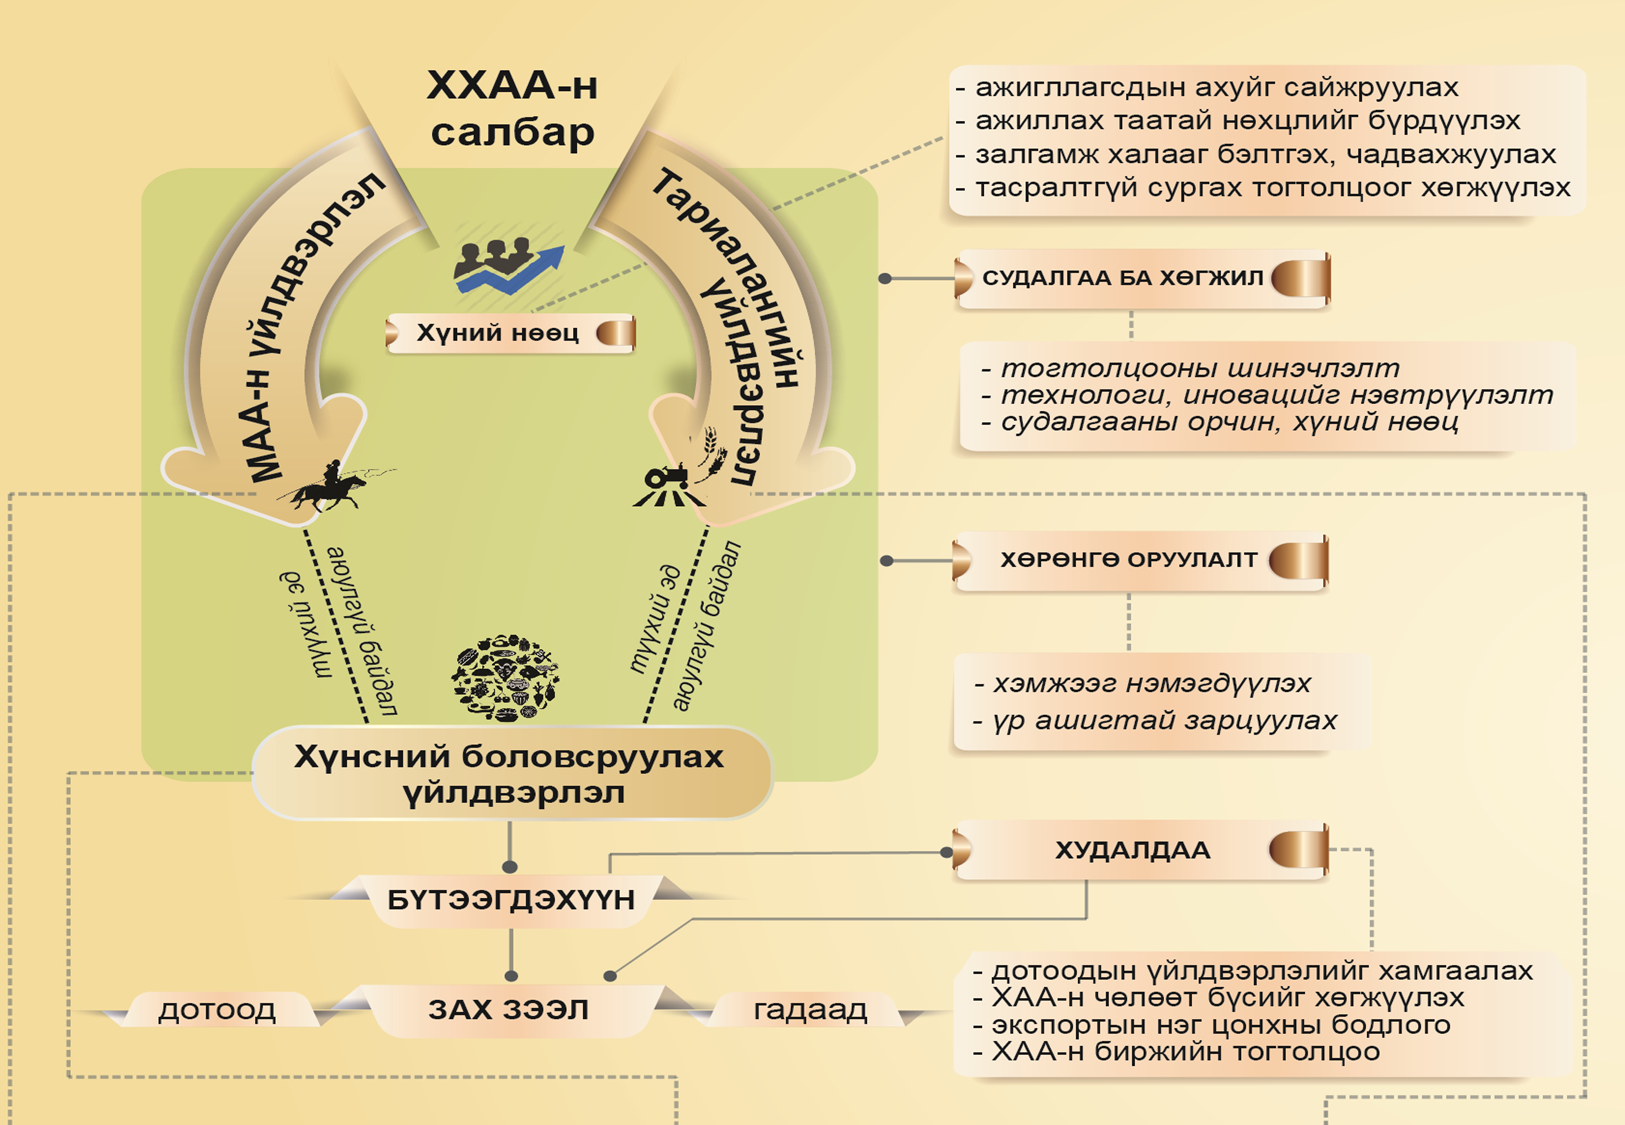 ХХАА-н
салбар
МАА-н үйлдвэрлэл
Тариалангийн
үйлдвэрлэл
Хүний нөөц
- ажигллагсдын ахуйг сайжруулах
- ажиллах таатай нөхцлийг бүрдүүлэх
- залгамж халааг бэлтгэх, чадвахжуулах
- тасралтгүй сургах тогтолцоог хөгжүүлэх
СУДАЛГАА БА ХӨГЖИЛ
- тогтолцооны шинэчлэлт
- технологи, иновацийг нэвтрүүлэлт
- судалгааны орчин, хүний нөөц
ХӨРӨНГӨ ОРУУЛАЛТ
- хэмжээг нэмэгдүүлэх
- үр ашигтай зарцуулах
түүхий эд
аюулгүй байдал
түүхий эд
аюулгүй байдал
Хүнсний боловсруулах
үйлдвэрлэл
БҮТЭЭГДЭХҮҮН
ХУДАЛДАА
- дотоодын үйлдвэрлэлийг хамгаалах
- ХАА-н чөлөөт бүсийг хөгжүүлэх
- экспортын нэг цонхны бодлого
- ХАА-н биржийн тогтолцоо
дотоод
ЗАХ ЗЭЭЛ
гадаад